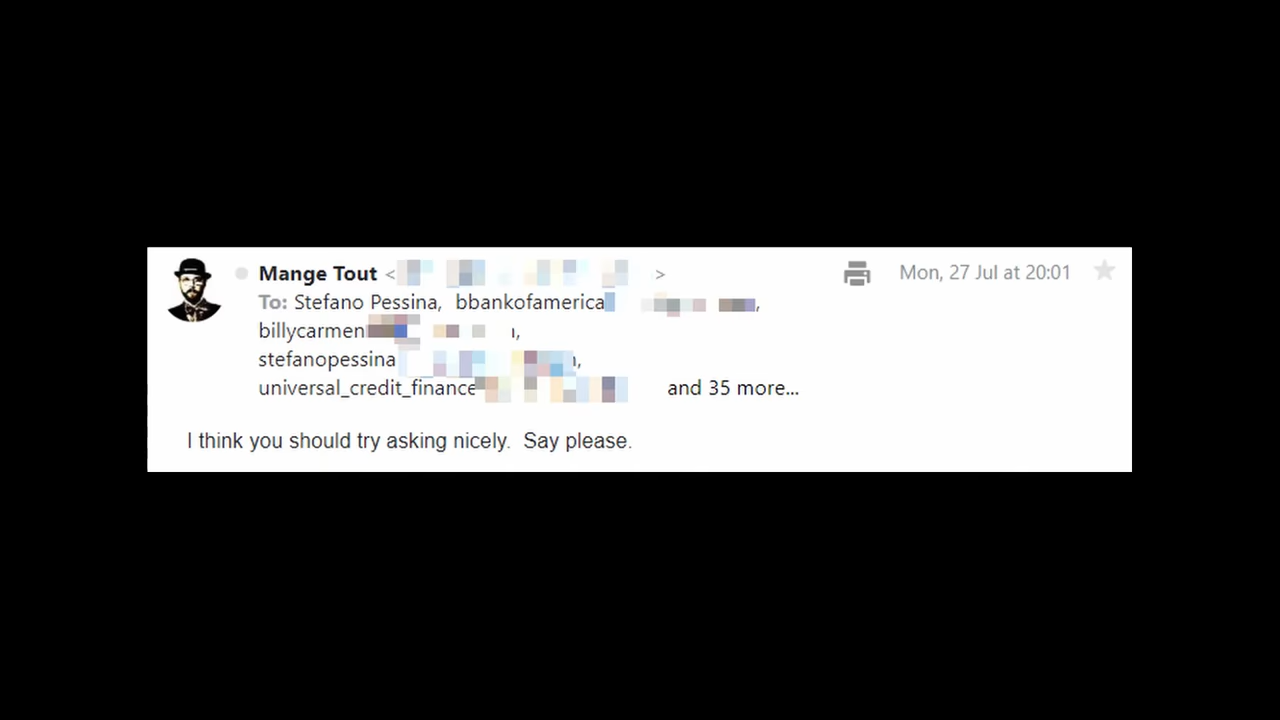 Mange Tout < > Mon, 27 Jul at 20:01
To: Stefano Pessina, bbankofamerica ,
billycarmen ,
stefanopessina ,
universal_credit_finance and 35 more...
I think you should try asking nicely. Say please.